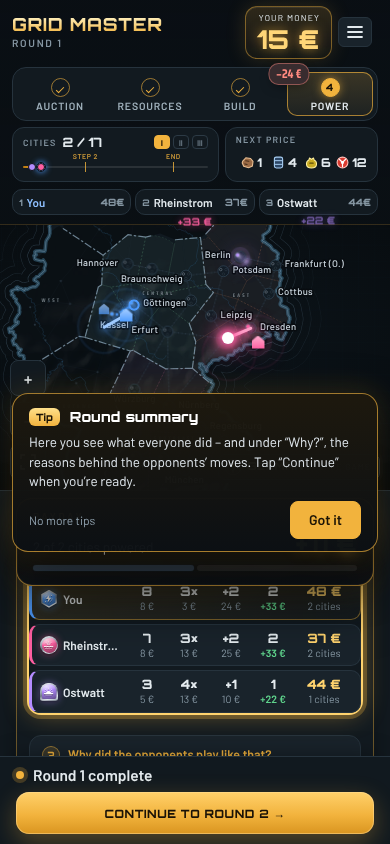 GRID MASTER
ROUND 1
YOUR MONEY
15 €
−24 €
AUCTION
RESOURCES
BUILD
4
POWER
CITIES 2 / 17
I II III
STEP 2
END
NEXT PRICE
1 4 6 12
1 You 48€
2 Rheinstrom 37€
3 Ostwatt 44€
+33 €
+22 €
Hannover
Berlin
Potsdam
Frankfurt (O.)
Braunschweig
WEST
CENTRAL
EAST
Göttingen
Cottbus
Kassel
Erfurt
Leipzig
Dresden
+
Tip Round summary
Here you see what everyone did – and under “Why?”, the
reasons behind the opponents’ moves. Tap “Continue”
when you’re ready.
No more tips
Got it
You 8 3x +2 2 48 €
8 € 3 € 24 € +33 € 2 cities
Rheinstr... 7 3x +2 2 37 €
8 € 13 € 25 € +33 € 2 cities
Ostwatt 3 4x +1 1 44 €
5 € 13 € 10 € +22 € 1 cities
Why did the opponents play like that?
Round 1 complete
CONTINUE TO ROUND 2 →